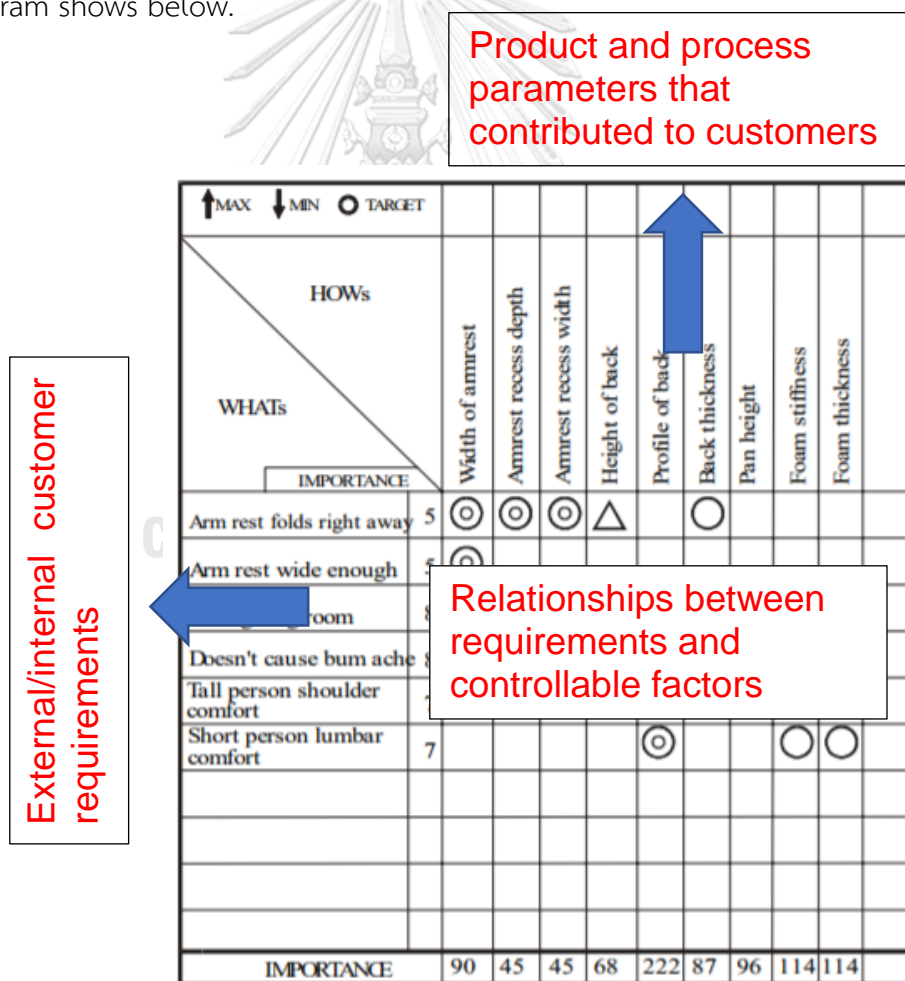 ram shows below.
Product and process
parameters that
contributed to customers
MAX MIN TARGET
HOWs
WHATs
IMPORTANCE
Width of armrest
Armrest recess depth
Armrest recess width
Height of back
Profile of back
Back thickness
Pan height
Foam stiffness
Foam thickness
External/internal customer
requirements
Arm rest folds right away 5
Arm rest wide enough 5
room
Relationships between
requirements and
controllable factors
Doesn't cause bum ache
Tall person shoulder
comfort
Short person lumbar
comfort 7
IMPORTANCE 90 45 45 68 222 87 96 114 114